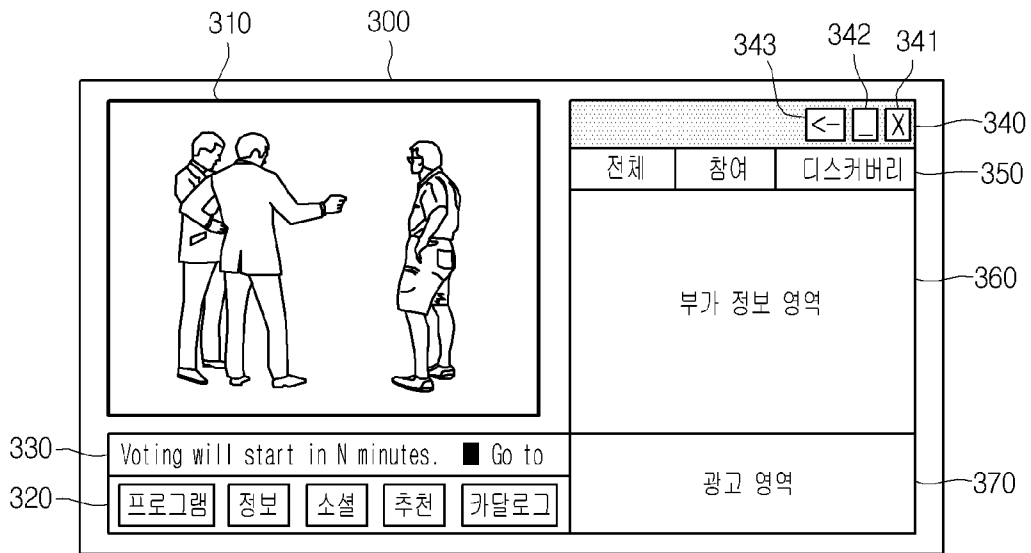 310
300
343
342
341
<- _ X
340
전체 참여 디스커버리
350
360
부가 정보 영역
330
Voting will start in N minutes. ■ Go to
320
프로그램 정보 소셜 추천 카달로그
광고 영역
370